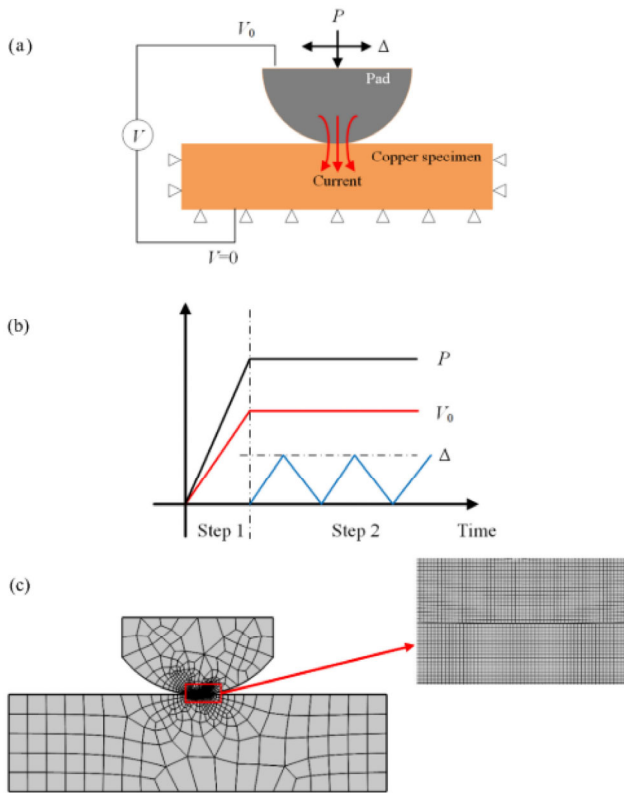 (a)
P
V₀
Δ
Pad
V
Copper specimen
Current
V=0
(b)
P
V₀
Δ
Step 1
Step 2
Time
(c)